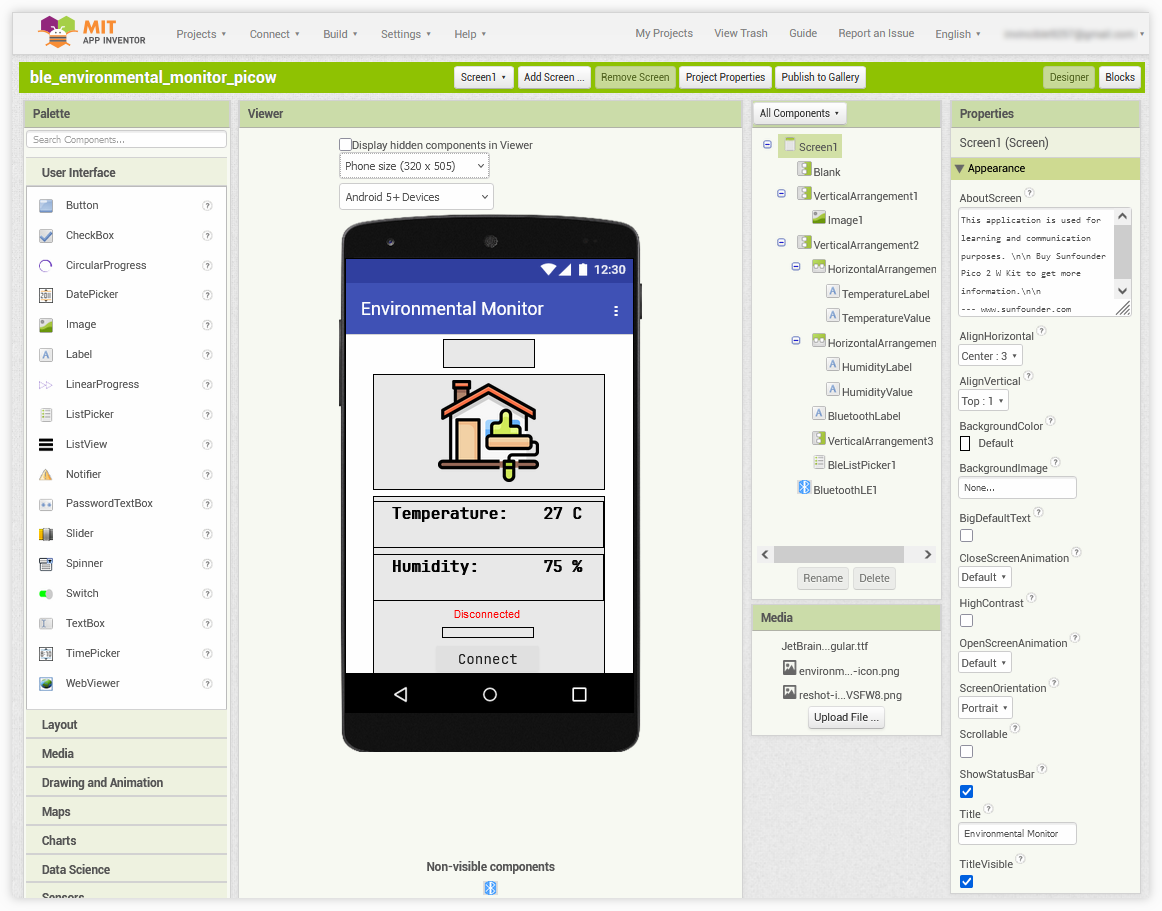 MIT
APP INVENTOR
Projects
Connect
Build
Settings
Help
My Projects
View Trash
Guide
Report an Issue
English
ble_environmental_monitor_picow
Screen1
Add Screen ...
Remove Screen
Project Properties
Publish to Gallery
Designer
Blocks
Palette
Search Components...
User Interface
Button
CheckBox
CircularProgress
DatePicker
Image
Label
LinearProgress
ListPicker
ListView
Notifier
PasswordTextBox
Slider
Spinner
Switch
TextBox
TimePicker
WebViewer
Layout
Media
Drawing and Animation
Maps
Charts
Data Science
Sensors
Viewer
Display hidden components in Viewer
Phone size (320 x 505)
Android 5+ Devices
12:30
Environmental Monitor
Temperature: 27 C
Humidity: 75 %
Disconnected
Connect
Non-visible components
All Components
Screen1
Blank
VerticalArrangement1
Image1
VerticalArrangement2
HorizontalArrangemen
TemperatureLabel
TemperatureValue
HorizontalArrangemen
HumidityLabel
HumidityValue
BluetoothLabel
VerticalArrangement3
BleListPicker1
BluetoothLE1
Rename
Delete
Media
JetBrain...gular.ttf
environm...-icon.png
reshot-i...VSFW8.png
Upload File ...
Properties
Screen1 (Screen)
Appearance
AboutScreen
This application is used for
learning and communication
purposes. \n\n Buy Sunfounder
Pico 2 W Kit to get more
information.\n\n
--- www.sunfounder.com
AlignHorizontal
Center : 3
AlignVertical
Top : 1
BackgroundColor
Default
BackgroundImage
None...
BigDefaultText
CloseScreenAnimation
Default
HighContrast
OpenScreenAnimation
Default
ScreenOrientation
Portrait
Scrollable
ShowStatusBar
Title
Environmental Monitor
TitleVisible